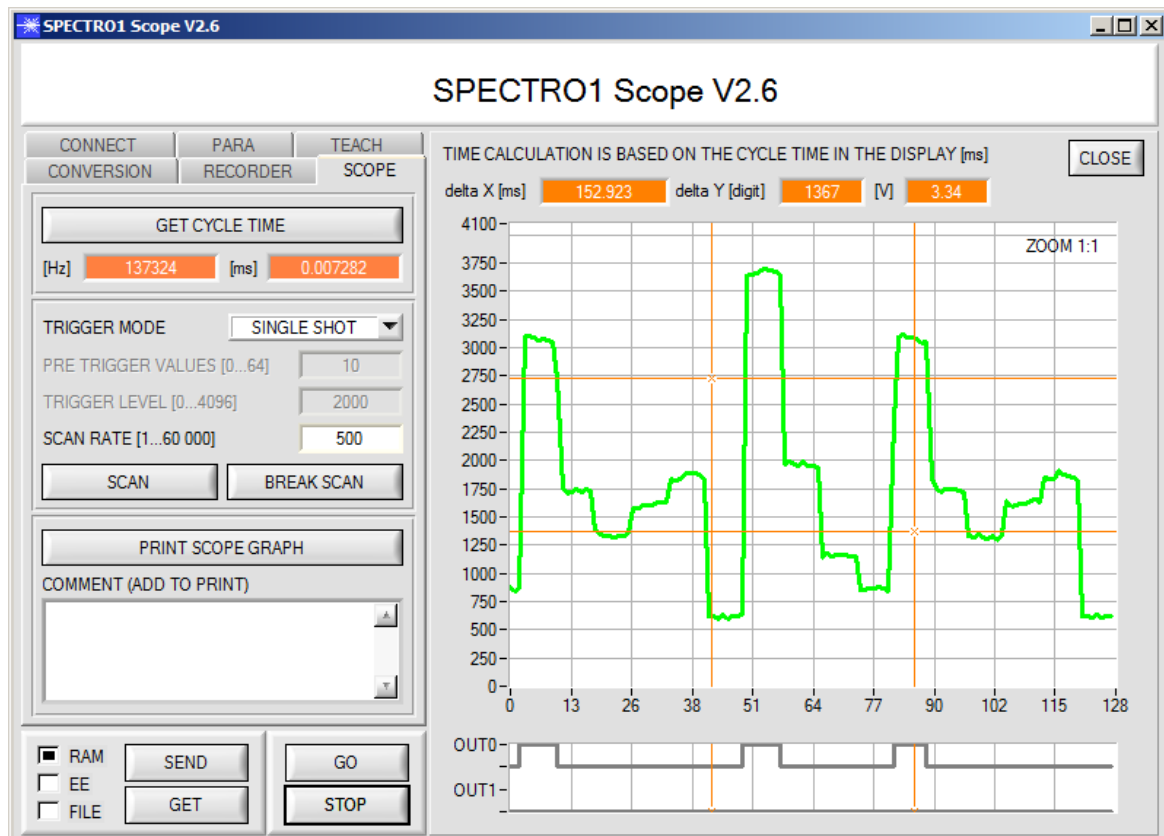 SPECTRO1 Scope V2.6
SPECTRO1 Scope V2.6
CONNECT PARA TEACH
CONVERSION RECORDER SCOPE
GET CYCLE TIME
[Hz] 137324 [ms] 0.007282
TRIGGER MODE SINGLE SHOT
PRE TRIGGER VALUES [0...64] 10
TRIGGER LEVEL [0...4096] 2000
SCAN RATE [1...60 000] 500
SCAN BREAK SCAN
PRINT SCOPE GRAPH
COMMENT (ADD TO PRINT)
RAM
EE
FILE
SEND
GET
GO
STOP
TIME CALCULATION IS BASED ON THE CYCLE TIME IN THE DISPLAY [ms]
CLOSE
delta X [ms] 152.923 delta Y [digit] 1367 [V] 3.34
ZOOM 1:1
4100
3750
3500
3250
3000
2750
2500
2250
2000
1750
1500
1250
1000
750
500
250
0
0 13 26 38 51 64 77 90 102 115 128
OUT0
OUT1